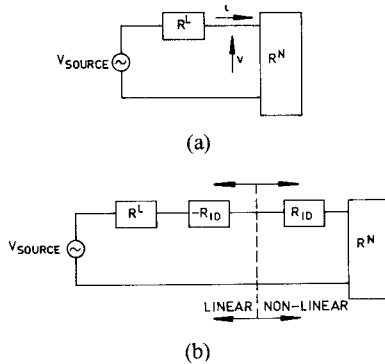 R^L
i
R^N
V
V_SOURCE
(a)
R^L
-R_ID
R_ID
R^N
V_SOURCE
LINEAR
NON-LINEAR
(b)